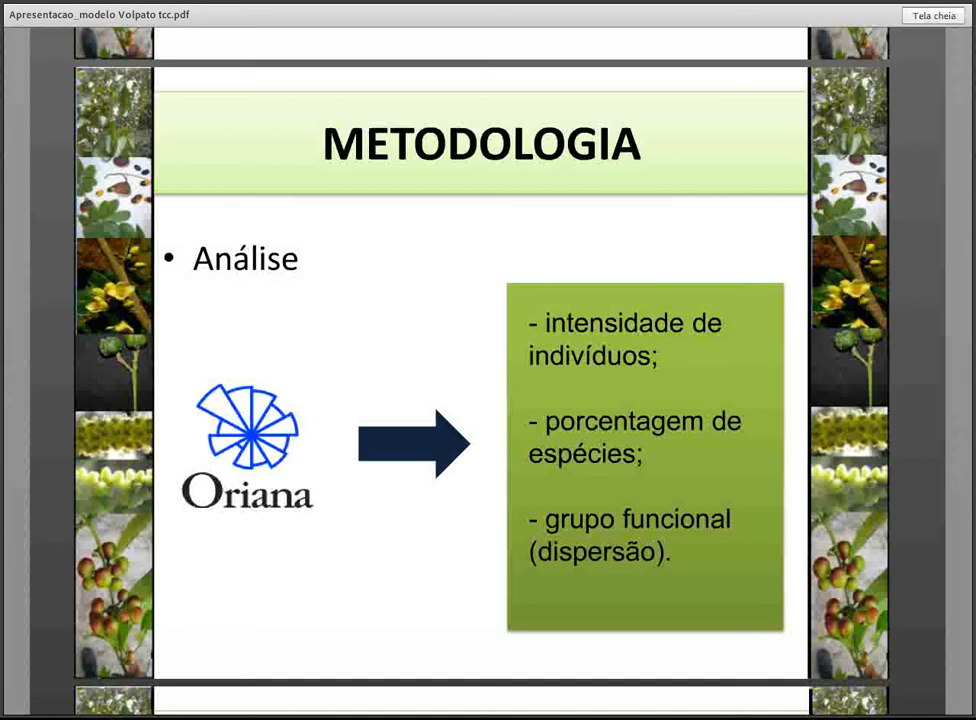 Apresentacao_modelo Volpato tcc.pdf
Tela cheia
METODOLOGIA
• Análise
- intensidade de
indivíduos;
- porcentagem de
espécies;
- grupo funcional
(dispersão).
Oriana